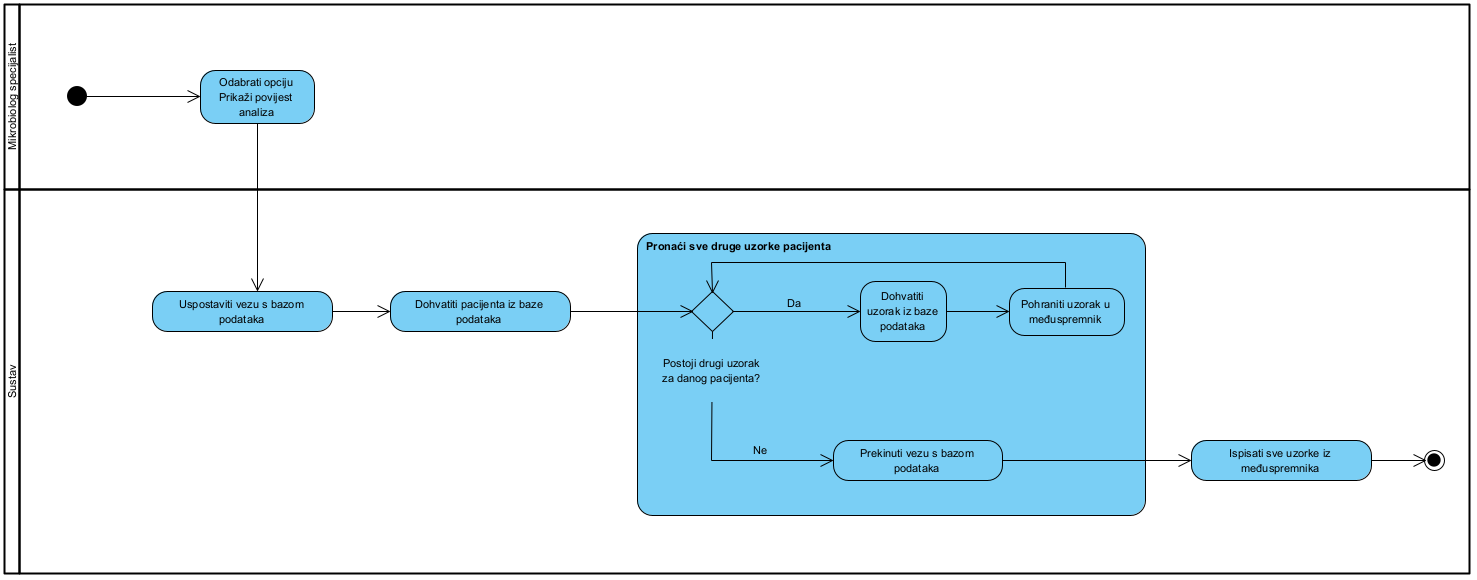 Mikrobiolog specijalist
Odabrati opciju
Prikaži povijest
analiza
Sustav
Uspostaviti vezu s bazom
podataka
Dohvatiti pacijenta iz baze
podataka
Pronaći sve druge uzorke pacijenta
Da
Dohvatiti
uzorak iz baze
podataka
Pohraniti uzorak u
međuspremnik
Postoji drugi uzorak
za danog pacijenta?
Ne
Prekinuti vezu s bazom
podataka
Ispisati sve uzorke iz
međuspremnika